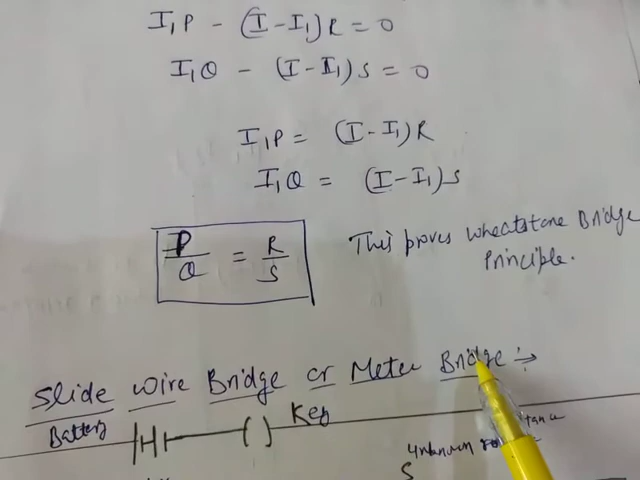 I₁P - (I - I₁)R = 0
I₁Q - (I - I₁)S = 0
I₁P = (I - I₁)R
I₁Q = (I - I₁)S
P/Q = R/S
This proves Wheatstone Bridge
Principle.
Slide wire Bridge or Meter Bridge :→
Battery
Key
unknown
S